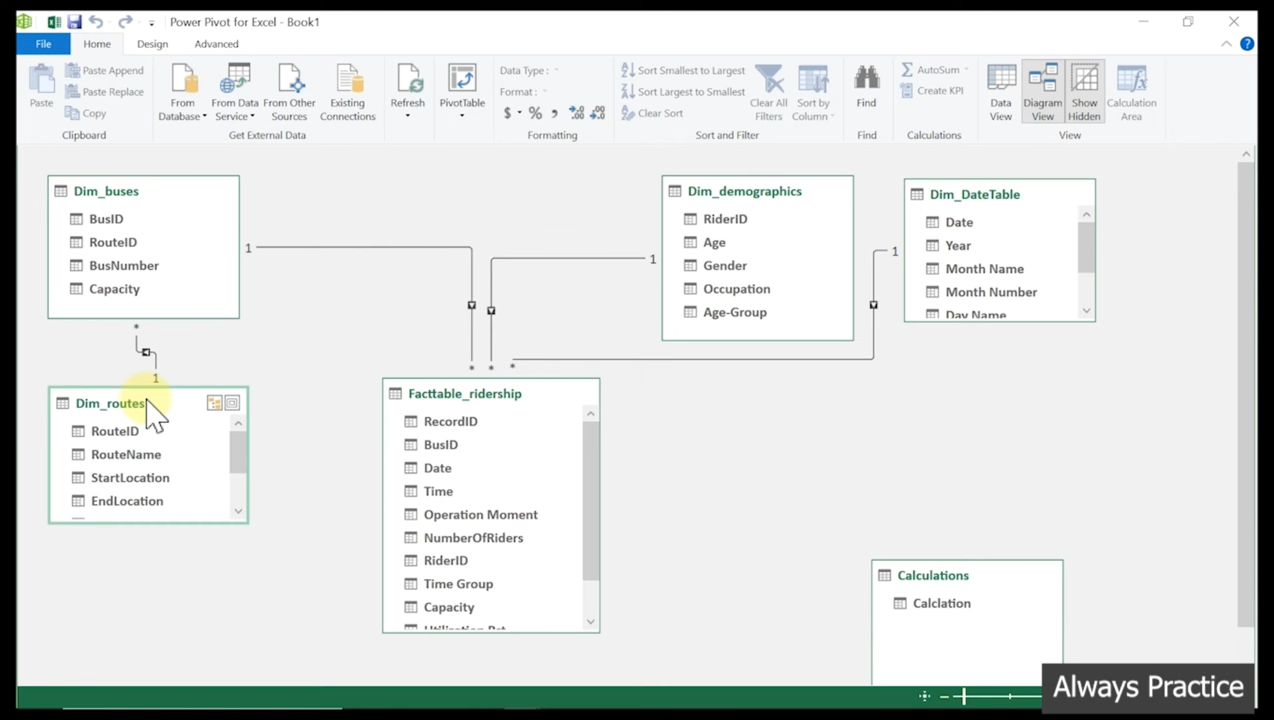 Power Pivot for Excel - Book1
File Home Design Advanced
Paste
Paste Append
Paste Replace
Copy
Clipboard
From Database
From Data Service
From Other Sources
Existing Connections
Get External Data
Refresh
PivotTable
Data Type :
Format :
$ % ,
Formatting
Sort Smallest to Largest
Sort Largest to Smallest
Clear Sort
Clear All Filters
Sort by Column
Sort and Filter
Find
Find
AutoSum
Create KPI
Calculations
Data View
Diagram View
Show Hidden
Calculation Area
View
Dim_buses
BusID
RouteID
BusNumber
Capacity
1
*
1
Dim_routes
RouteID
RouteName
StartLocation
EndLocation
Dim_demographics
RiderID
Age
Gender
Occupation
Age-Group
1
Dim_DateTable
Date
Year
Month Name
Month Number
Day Name
1
* * *
Facttable_ridership
RecordID
BusID
Date
Time
Operation Moment
NumberOfRiders
RiderID
Time Group
Capacity
Calculations
Calclation
Always Practice